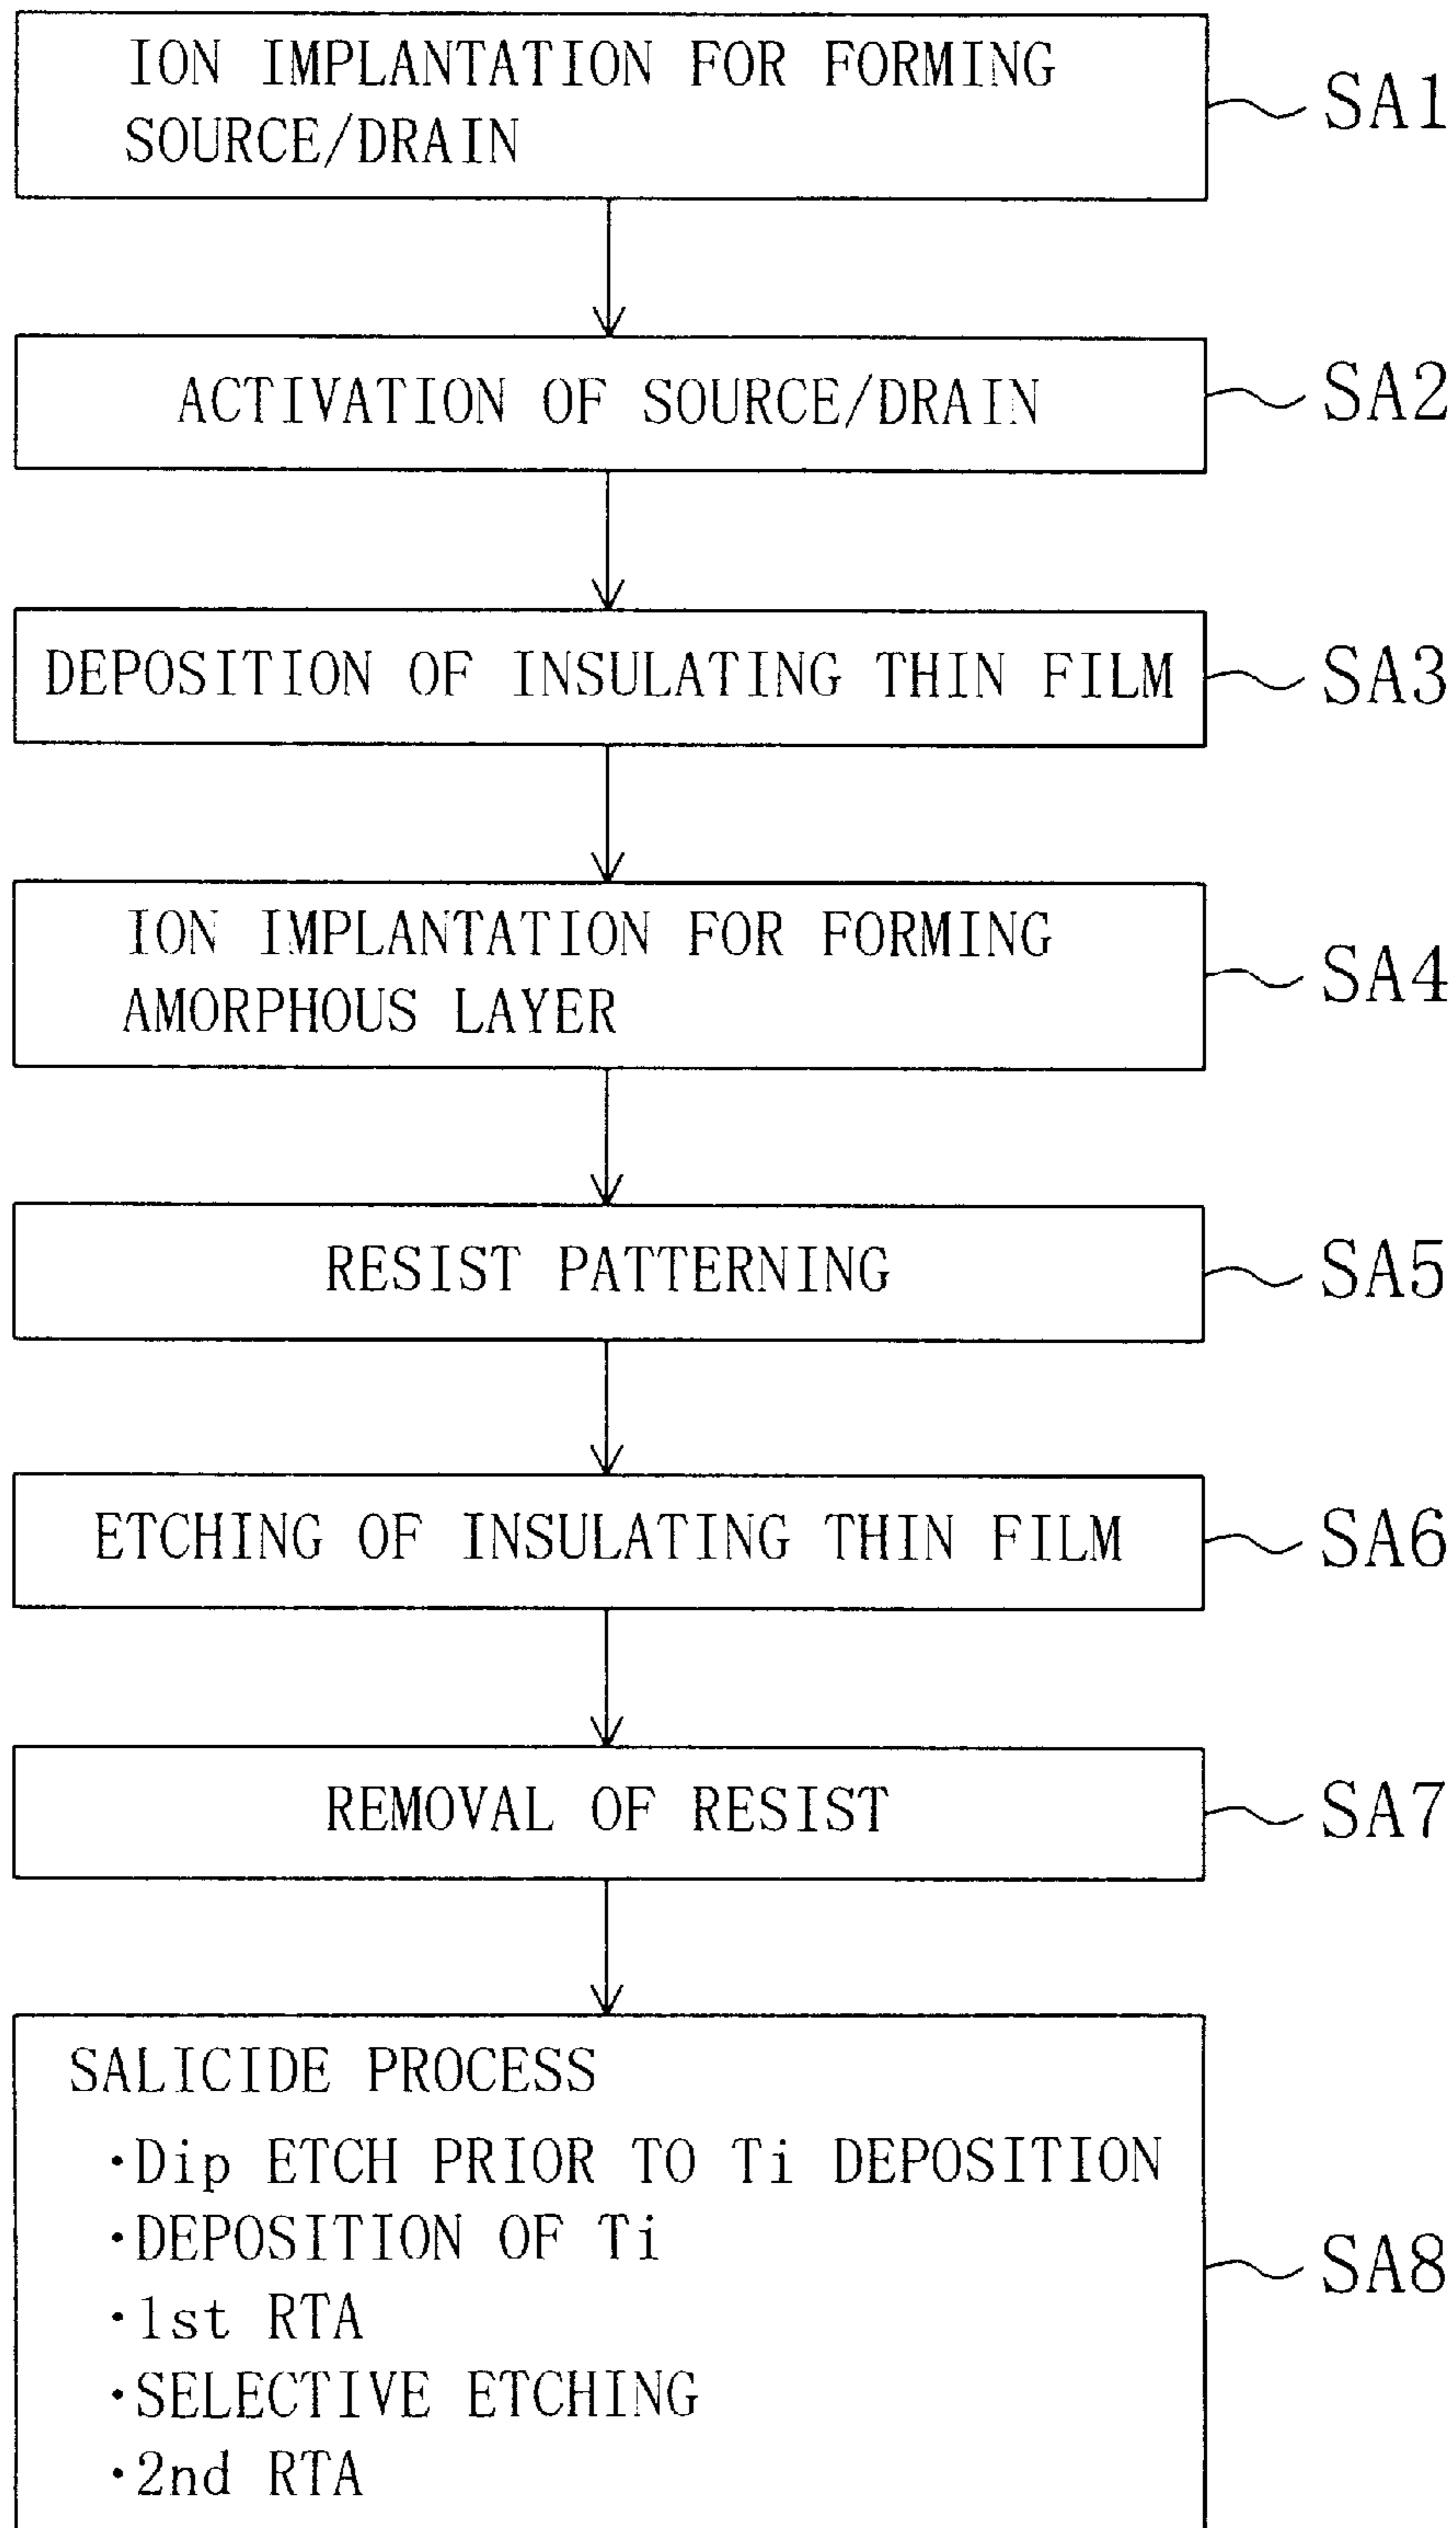 ION IMPLANTATION FOR FORMING
SOURCE/DRAIN
SA1
ACTIVATION OF SOURCE/DRAIN
SA2
DEPOSITION OF INSULATING THIN FILM
SA3
ION IMPLANTATION FOR FORMING
AMORPHOUS LAYER
SA4
RESIST PATTERNING
SA5
ETCHING OF INSULATING THIN FILM
SA6
REMOVAL OF RESIST
SA7
SALICIDE PROCESS
·Dip ETCH PRIOR TO Ti DEPOSITION
·DEPOSITION OF Ti
·1st RTA
·SELECTIVE ETCHING
·2nd RTA
SA8